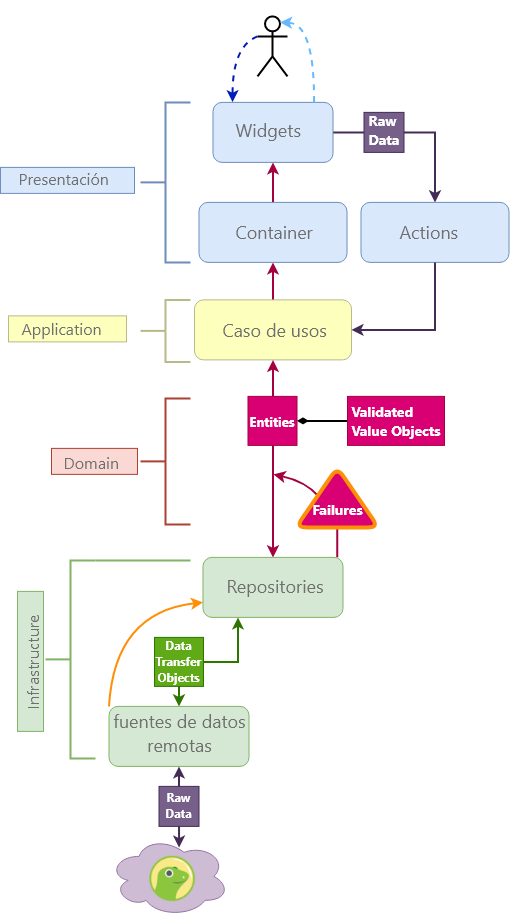 Widgets
Raw
Data
Presentación
Container
Actions
Application
Caso de usos
Entities
Validated
Value Objects
Domain
Failures
Repositories
Infrastructure
Data
Transfer
Objects
fuentes de datos
remotas
Raw
Data